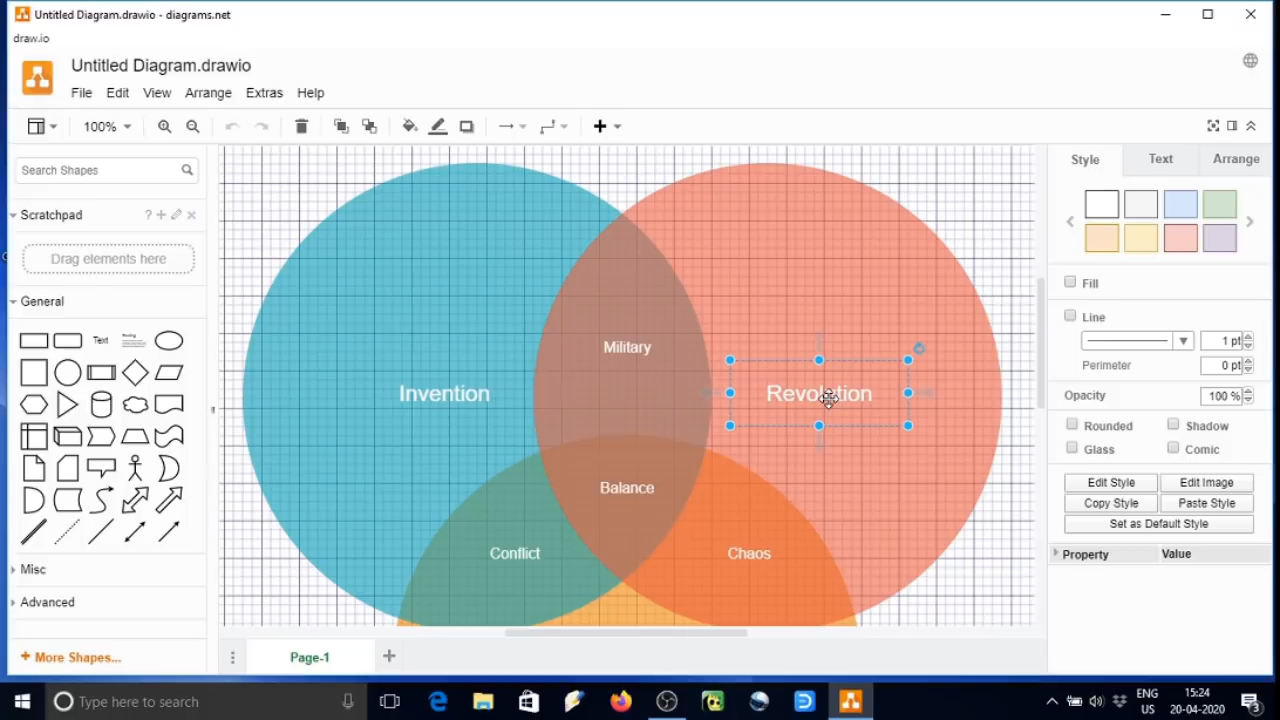 Untitled Diagram.drawio - diagrams.net
draw.io
Untitled Diagram.drawio
File Edit View Arrange Extras Help
100%
Search Shapes
Scratchpad ?
Drag elements here
General
Text
Heading
Misc
Advanced
+ More Shapes...
Military
Invention
Revolution
Balance
Conflict
Chaos
Page-1
Style Text Arrange
Fill
Line
1 pt
Perimeter 0 pt
Opacity 100 %
Rounded Shadow
Glass Comic
Edit Style Edit Image
Copy Style Paste Style
Set as Default Style
Property Value
Type here to search
ENG
US
15:24
20-04-2020
3